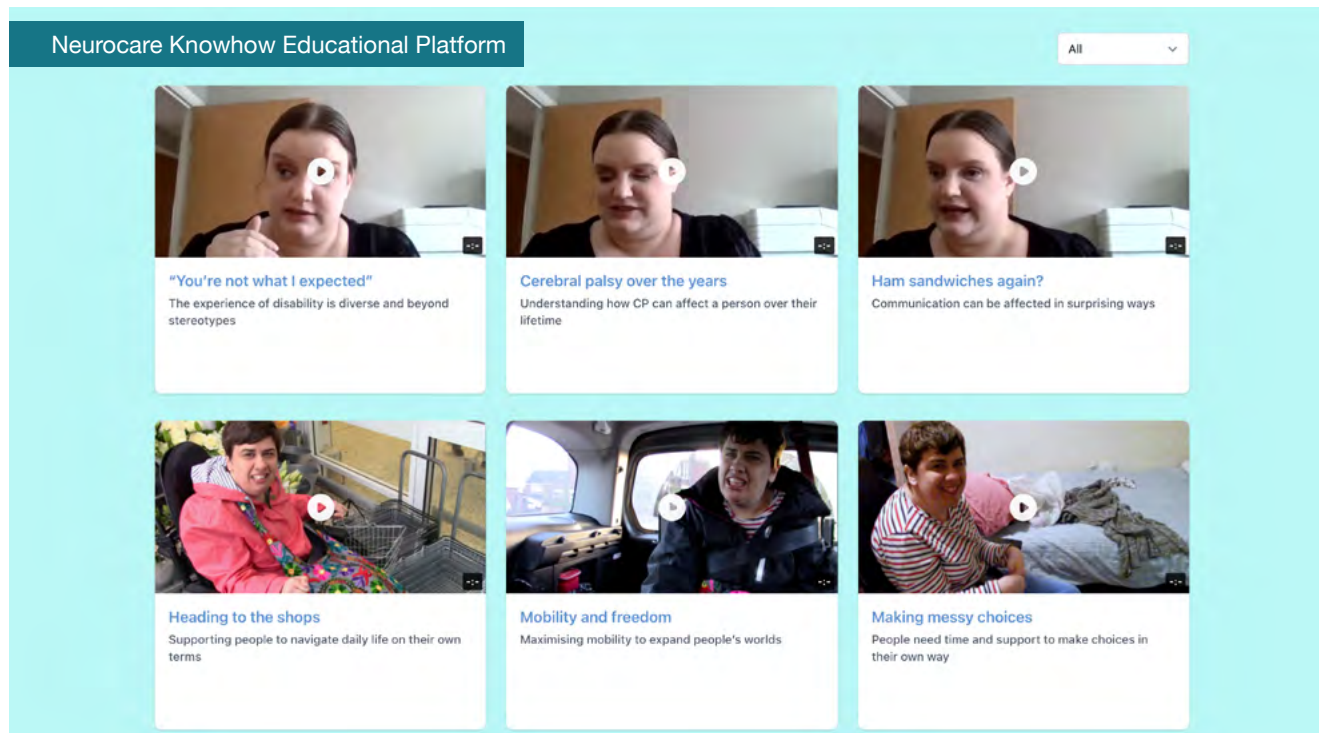 Neurocare Knowhow Educational Platform
All
“You’re not what I expected”
The experience of disability is diverse and beyond
stereotypes
Cerebral palsy over the years
Understanding how CP can affect a person over their
lifetime
Ham sandwiches again?
Communication can be affected in surprising ways
Heading to the shops
Supporting people to navigate daily life on their own
terms
Mobility and freedom
Maximising mobility to expand people's worlds
Making messy choices
People need time and support to make choices in
their own way